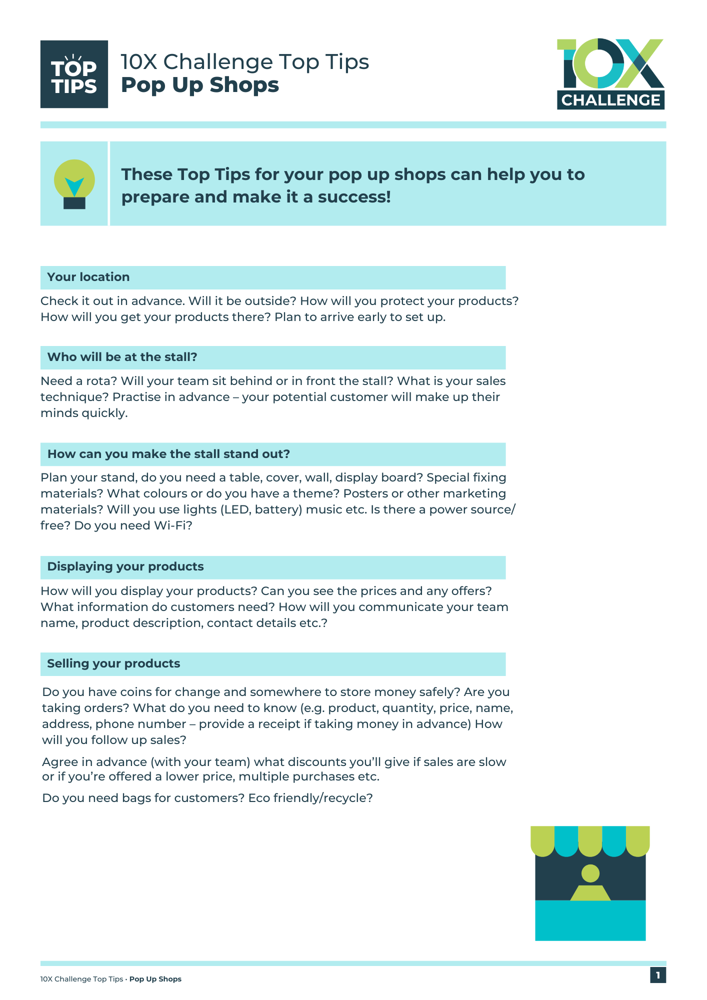 TOP
TIPS
10X Challenge Top Tips
Pop Up Shops
10X
CHALLENGE
These Top Tips for your pop up shops can help you to
prepare and make it a success!
Your location
Check it out in advance. Will it be outside? How will you protect your products?
How will you get your products there? Plan to arrive early to set up.
Who will be at the stall?
Need a rota? Will your team sit behind or in front the stall? What is your sales
technique? Practise in advance – your potential customer will make up their
minds quickly.
How can you make the stall stand out?
Plan your stand, do you need a table, cover, wall, display board? Special fixing
materials? What colours or do you have a theme? Posters or other marketing
materials? Will you use lights (LED, battery) music etc. Is there a power source/
free? Do you need Wi-Fi?
Displaying your products
How will you display your products? Can you see the prices and any offers?
What information do customers need? How will you communicate your team
name, product description, contact details etc.?
Selling your products
Do you have coins for change and somewhere to store money safely? Are you
taking orders? What do you need to know (e.g. product, quantity, price, name,
address, phone number – provide a receipt if taking money in advance) How
will you follow up sales?
Agree in advance (with your team) what discounts you’ll give if sales are slow
or if you’re offered a lower price, multiple purchases etc.
Do you need bags for customers? Eco friendly/recycle?
10X Challenge Top Tips • Pop Up Shops
1